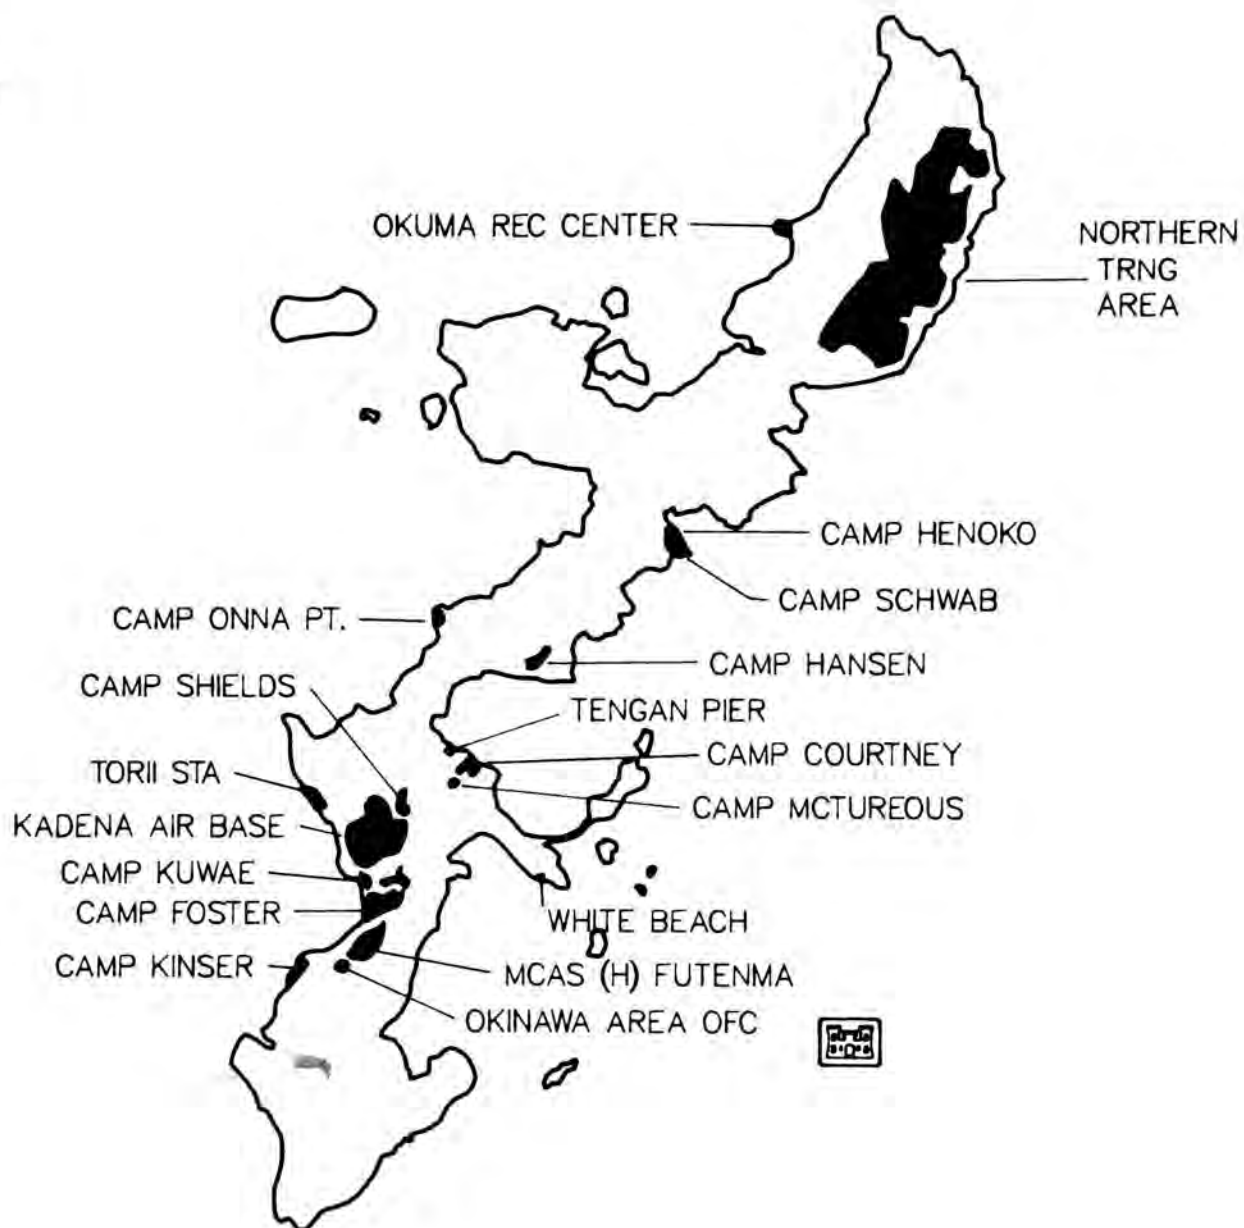 OKUMA REC CENTER
NORTHERN
TRNG
AREA
CAMP HENOKO
CAMP SCHWAB
CAMP ONNA PT.
CAMP HANSEN
CAMP SHIELDS
TENGAN PIER
CAMP COURTNEY
TORII STA
CAMP MCTUREOUS
KADENA AIR BASE
CAMP KUWAE
CAMP FOSTER
WHITE BEACH
CAMP KINSER
MCAS (H) FUTENMA
OKINAWA AREA OFC